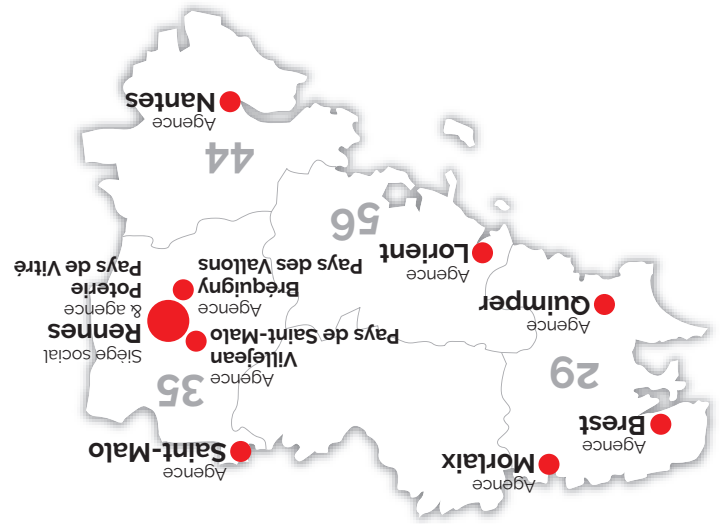 Agence
Morlaix
Agence
Brest
29
Agence
Quimper
Agence
Lorient
56
Agence
Saint-Malo
35
Agence
Villejean
Pays de Saint-Malo
Siège social
Rennes
& agence
Poterie
Pays de Vitré
Agence
Bréquigny
Pays des Vallons
44
Agence
Nantes